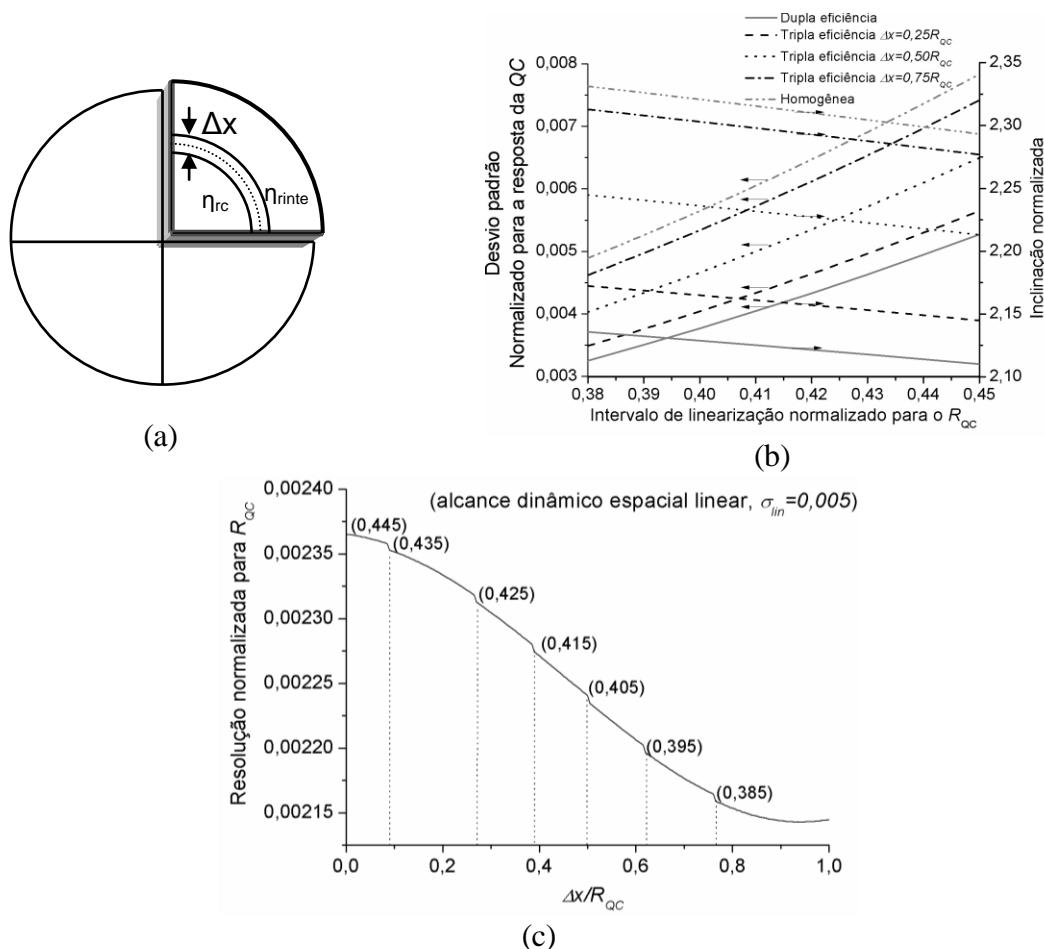 Δx
ηrc
ηrinte
(a)
Dupla eficiência
Tripla eficiência Δx=0,25R_QC
Tripla eficiência Δx=0,50R_QC
Tripla eficiência Δx=0,75R_QC
Homogênea
Desvio padrão
Normalizado para a resposta da QC
0,008
0,007
0,006
0,005
0,004
0,003
2,35
2,30
2,25
2,20
2,15
2,10
Inclinação normalizada
0,38 0,39 0,40 0,41 0,42 0,43 0,44 0,45
Intervalo de linearização normalizado para o R_QC
(b)
Resolução normalizada para R_QC
0,00240
0,00235
0,00230
0,00225
0,00220
0,00215
(alcance dinâmico espacial linear, σ_lin=0,005)
(0,445)
(0,435)
(0,425)
(0,415)
(0,405)
(0,395)
(0,385)
0,0 0,2 0,4 0,6 0,8 1,0
Δx/R_QC
(c)